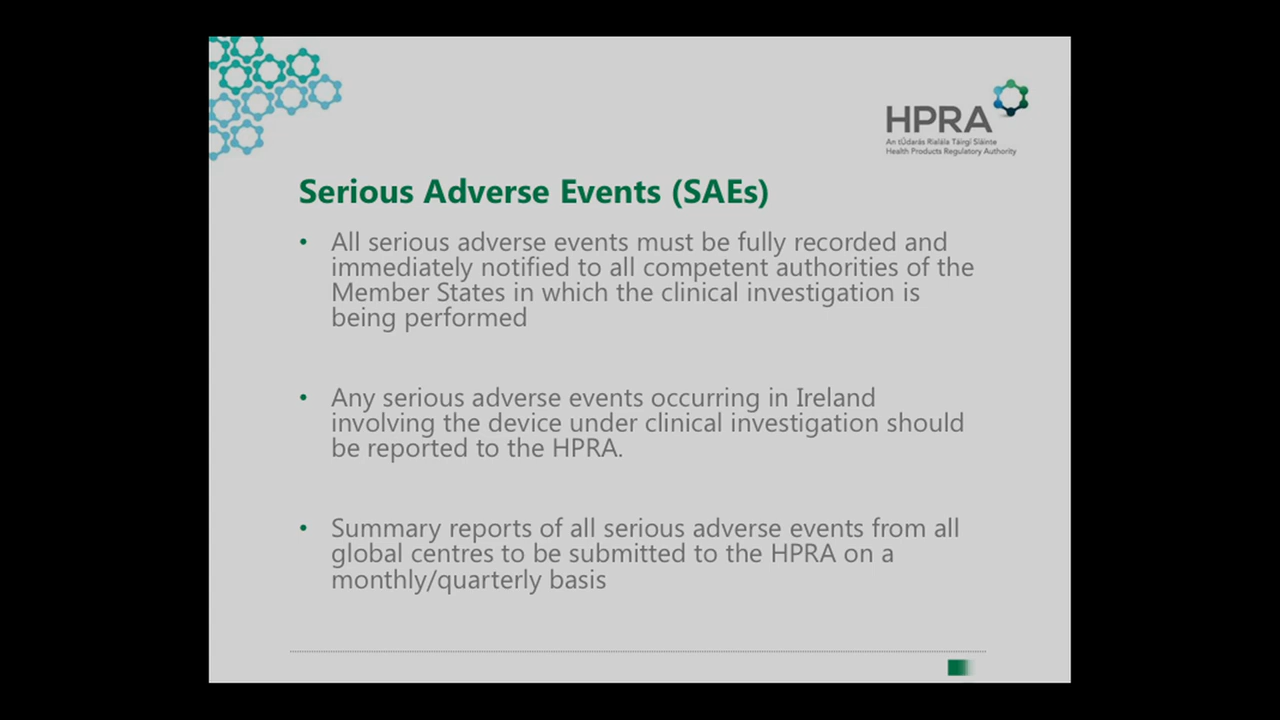 HPRA
An tÚdarás Rialála Táirgí Sláinte
Health Products Regulatory Authority
Serious Adverse Events (SAEs)
• All serious adverse events must be fully recorded and
immediately notified to all competent authorities of the
Member States in which the clinical investigation is
being performed
• Any serious adverse events occurring in Ireland
involving the device under clinical investigation should
be reported to the HPRA.
• Summary reports of all serious adverse events from all
global centres to be submitted to the HPRA on a
monthly/quarterly basis